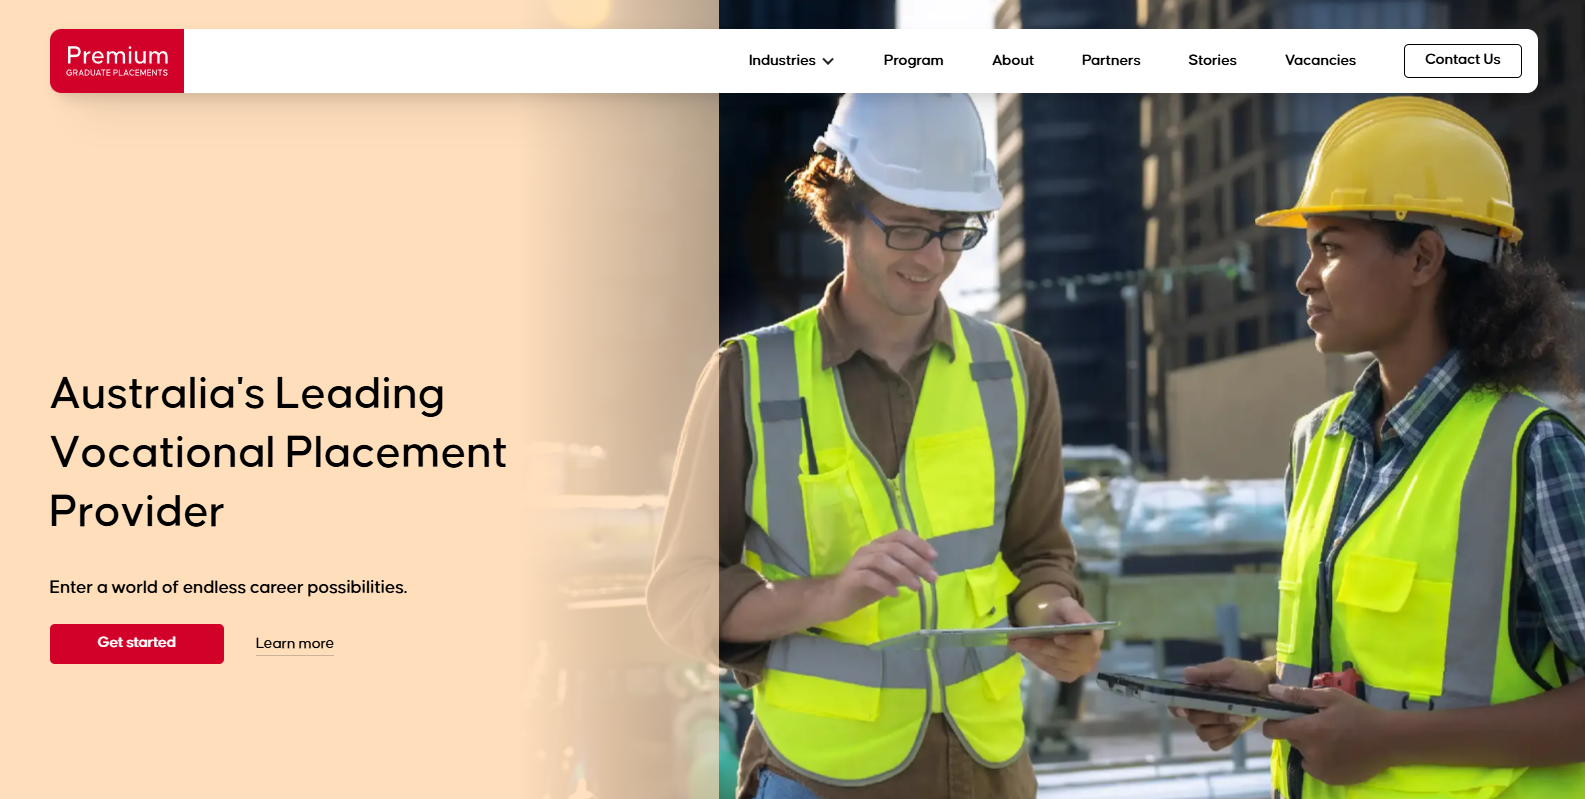 Premium
GRADUATE PLACEMENTS
Industries
Program
About
Partners
Stories
Vacancies
Contact Us
Australia's Leading
Vocational Placement
Provider
Enter a world of endless career possibilities.
Get started
Learn more